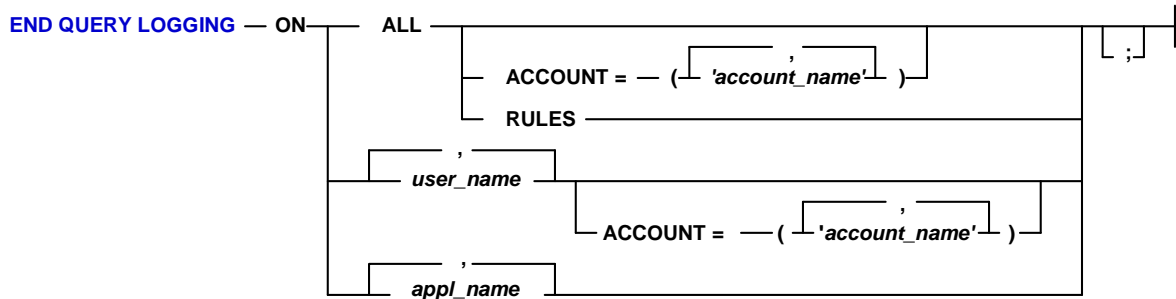 END QUERY LOGGING ON ALL
,
;
ACCOUNT = ( 'account_name' )
RULES
,
user_name
,
ACCOUNT = ( 'account_name' )
,
appl_name